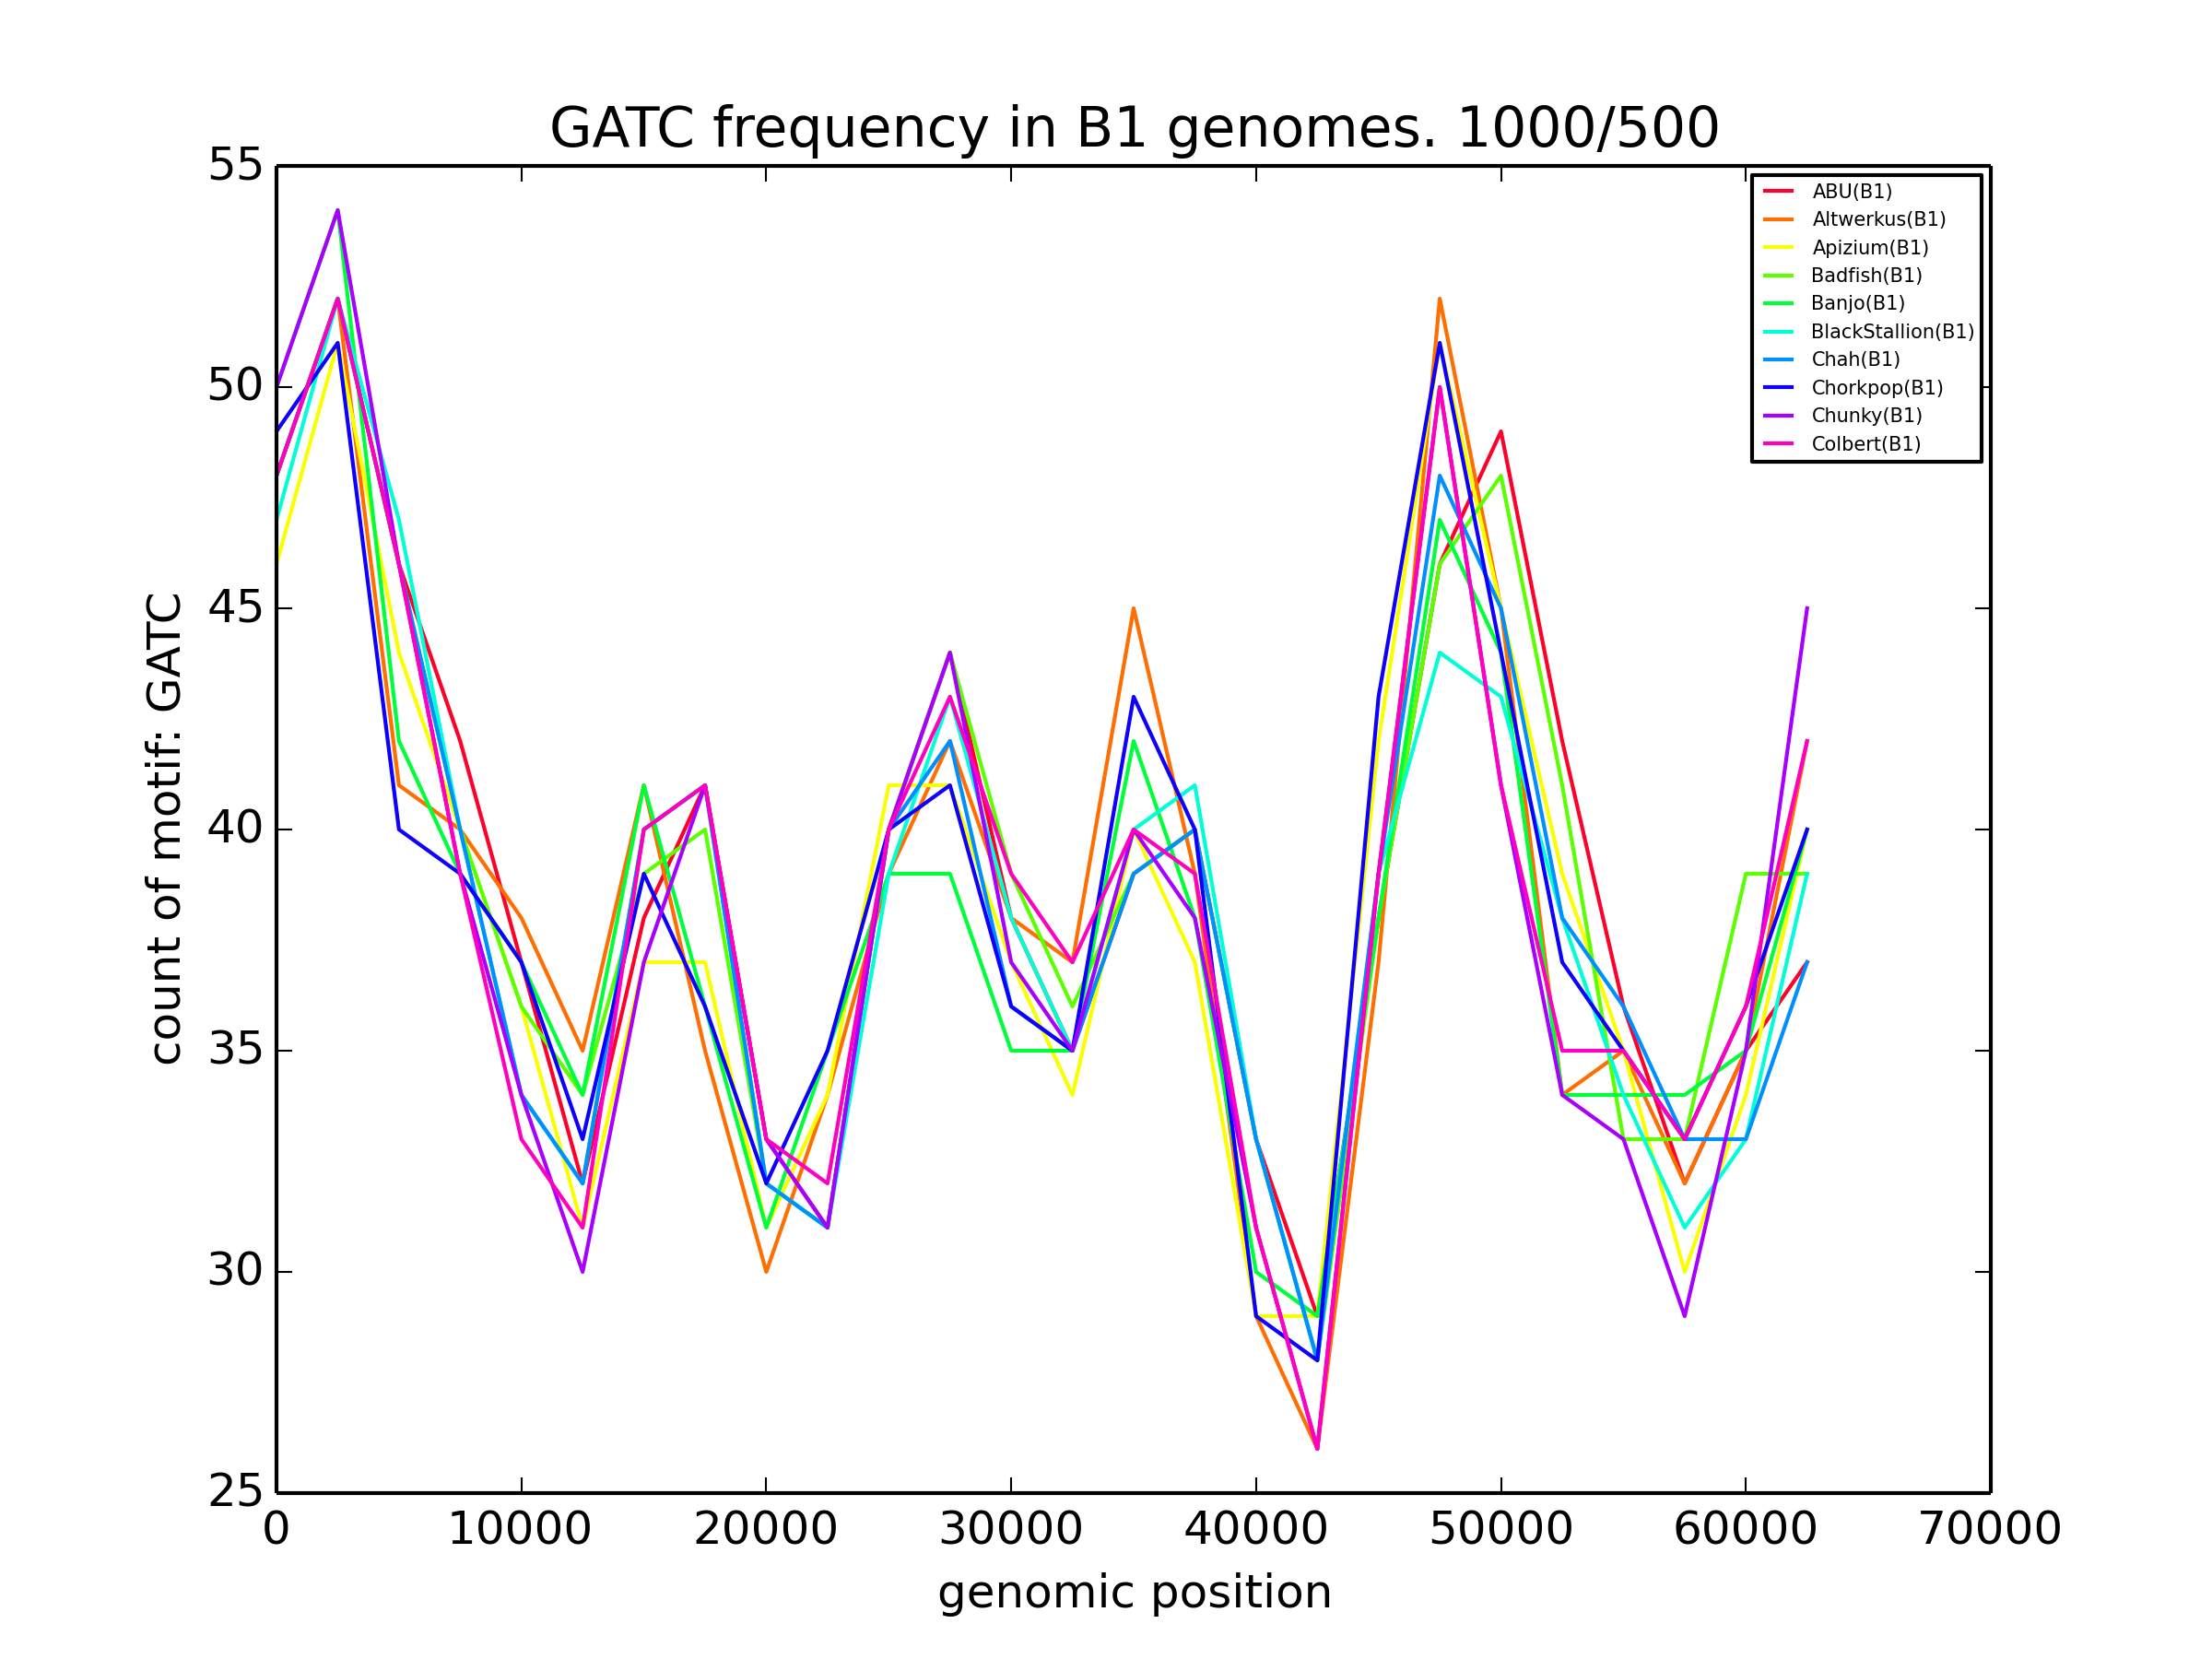 GATC frequency in B1 genomes. 1000/500
55
50
45
40
35
30
25
count of motif: GATC
ABU(B1)
Altwerkus(B1)
Apizium(B1)
Badfish(B1)
Banjo(B1)
BlackStallion(B1)
Chah(B1)
Chorkpop(B1)
Chunky(B1)
Colbert(B1)
0 10000 20000 30000 40000 50000 60000 70000
genomic position